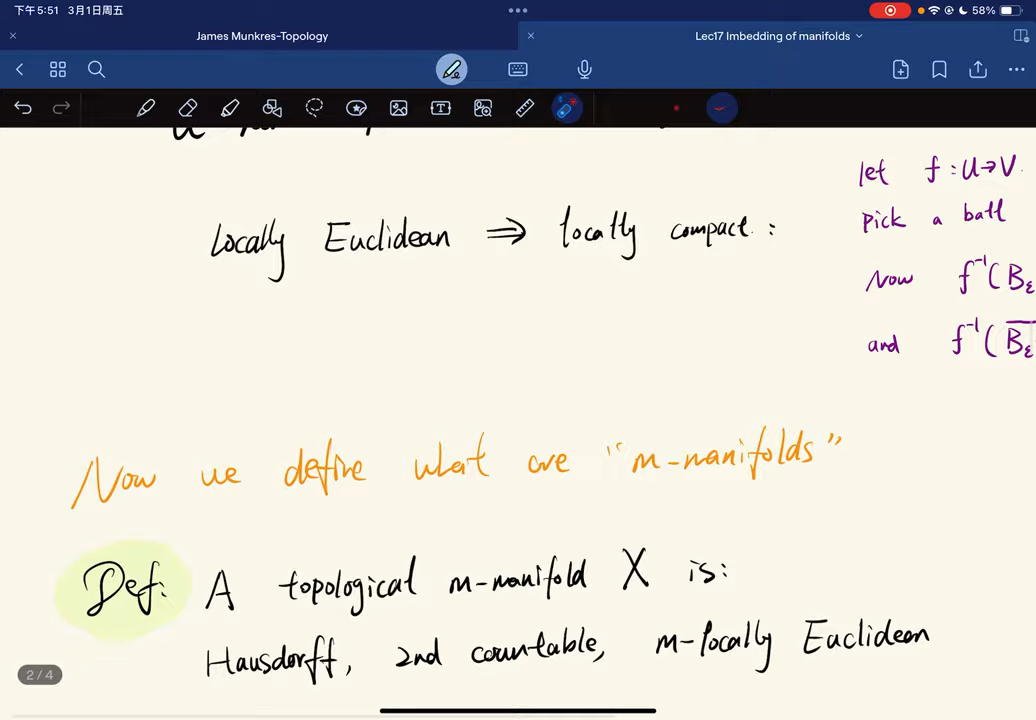 下午5:51 3月1日周五
58%
James Munkres-Topology
Lec17 Imbedding of manifolds
let f : U→V
Pick a ball
Locally Euclidean ⇒ locally compact :
Now f⁻¹(Bε
and f⁻¹(B̅ε
Now we define what are "m-manifolds"
Def: A topological m-manifold X is:
Hausdorff, 2nd countable, m-locally Euclidean
2 / 4